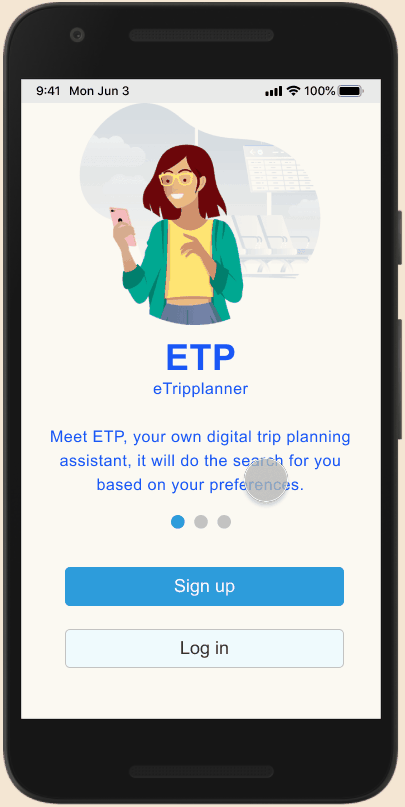 9:41 Mon Jun 3 100%
ETP
eTripplanner
Meet ETP, your own digital trip planning
assistant, it will do the search for you
based on your preferences.
Sign up
Log in